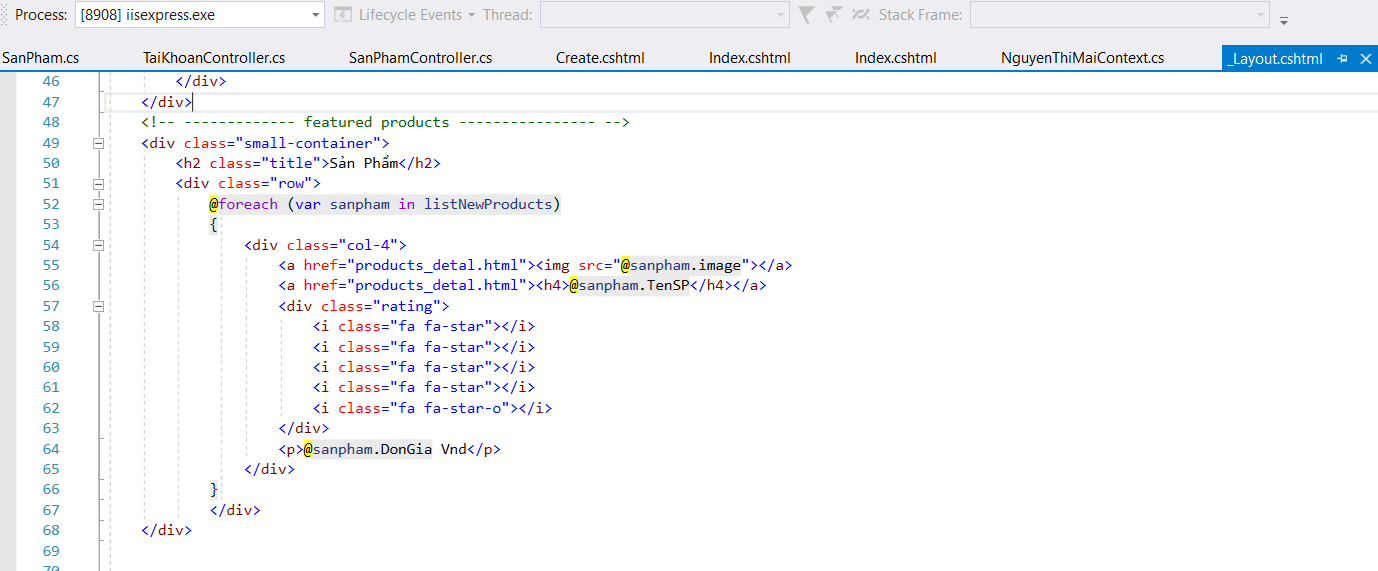 Process: [8908] iisexpress.exe Lifecycle Events Thread: Stack Frame:
SanPham.cs TaiKhoanController.cs SanPhamController.cs Create.cshtml Index.cshtml Index.cshtml NguyenThiMaiContext.cs _Layout.cshtml
46 </div>
47 </div>
48 <!-- ------------- featured products ---------------- -->
49 <div class="small-container">
50 <h2 class="title">Sản Phẩm</h2>
51 <div class="row">
52 @foreach (var sanpham in listNewProducts)
53 {
54 <div class="col-4">
55 <a href="products_detal.html"><img src="@sanpham.image"></a>
56 <a href="products_detal.html"><h4>@sanpham.TenSP</h4></a>
57 <div class="rating">
58 <i class="fa fa-star"></i>
59 <i class="fa fa-star"></i>
60 <i class="fa fa-star"></i>
61 <i class="fa fa-star"></i>
62 <i class="fa fa-star-o"></i>
63 </div>
64 <p>@sanpham.DonGia Vnd</p>
65 </div>
66 }
67 </div>
68 </div>
69
70